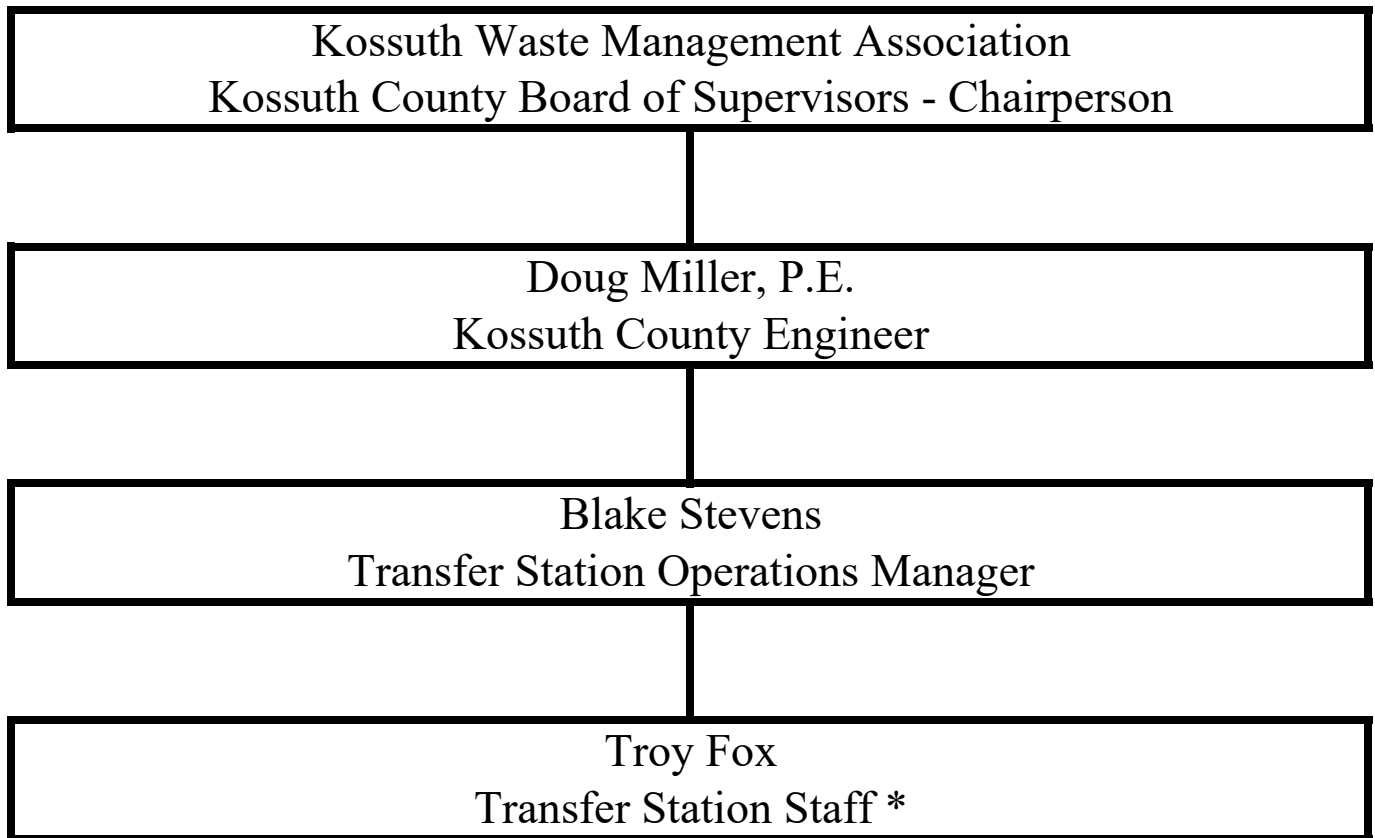 Kossuth Waste Management Association
Kossuth County Board of Supervisors - Chairperson
Doug Miller, P.E.
Kossuth County Engineer
Blake Stevens
Transfer Station Operations Manager
Troy Fox
Transfer Station Staff *